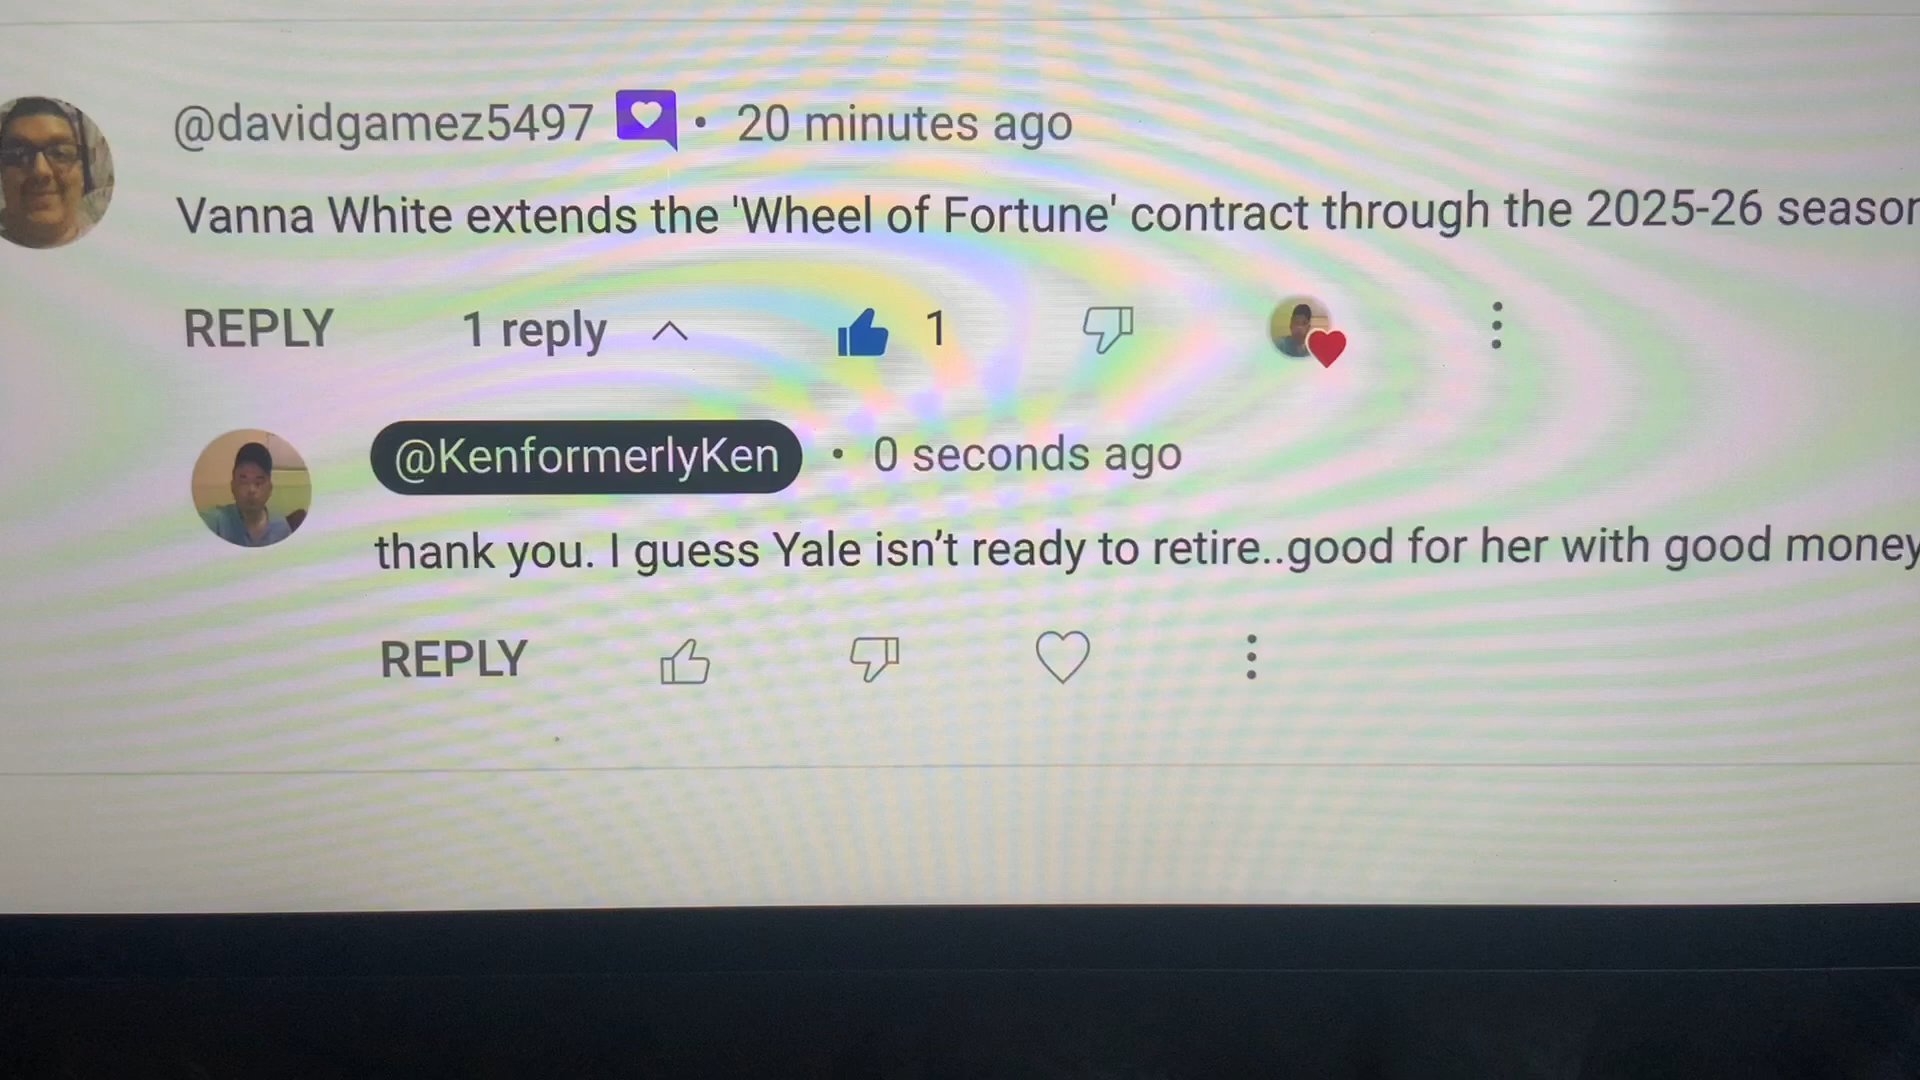 @davidgamez5497 • 20 minutes ago
Vanna White extends the 'Wheel of Fortune' contract through the 2025-26 season
REPLY 1 reply 1
@KenformerlyKen • 0 seconds ago
thank you. I guess Yale isn’t ready to retire..good for her with good money
REPLY